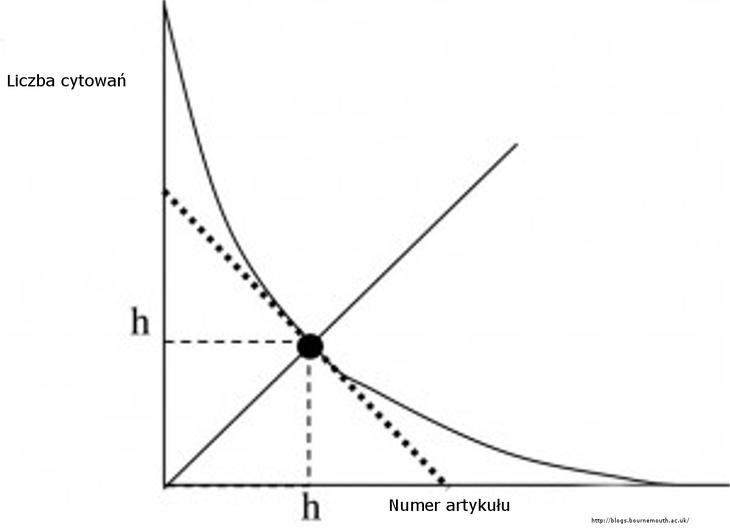 Liczba cytowań
h
h
Numer artykułu
http://blogs.bournemouth.ac.uk/